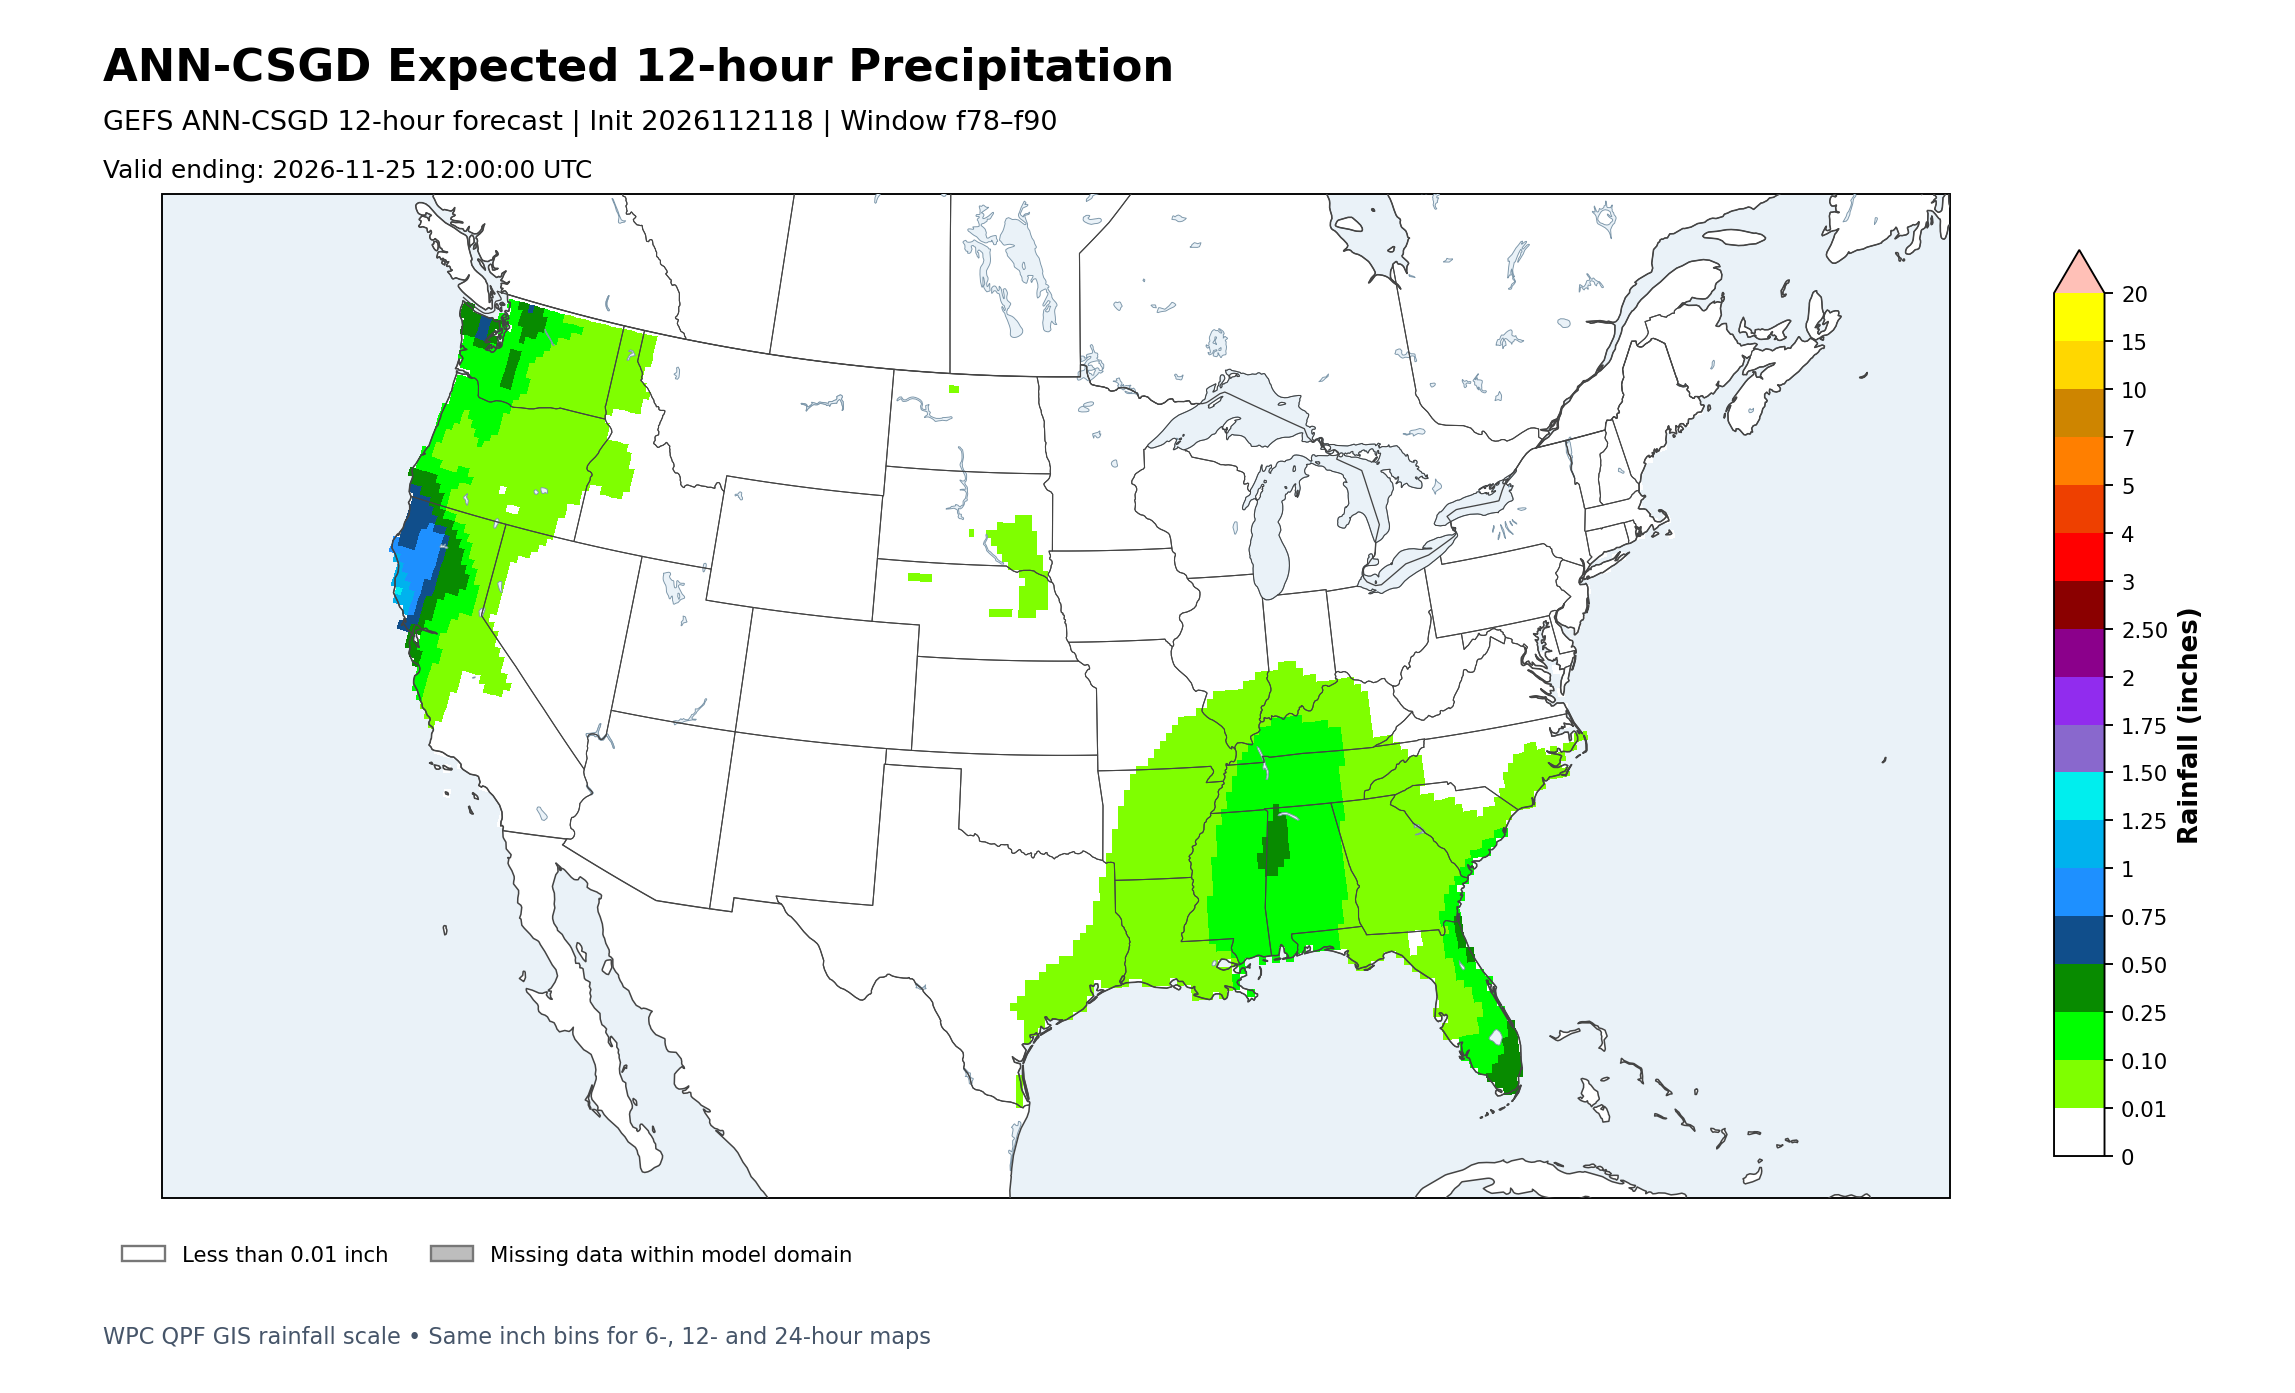 ANN-CSGD Expected 12-hour Precipitation
GEFS ANN-CSGD 12-hour forecast | Init 2026112118 | Window f78–f90
Valid ending: 2026-11-25 12:00:00 UTC
20
15
10
7
5
4
3
2.50
2
1.75
1.50
1.25
1
0.75
0.50
0.25
0.10
0.01
0
Rainfall (inches)
Less than 0.01 inch
Missing data within model domain
WPC QPF GIS rainfall scale • Same inch bins for 6-, 12- and 24-hour maps